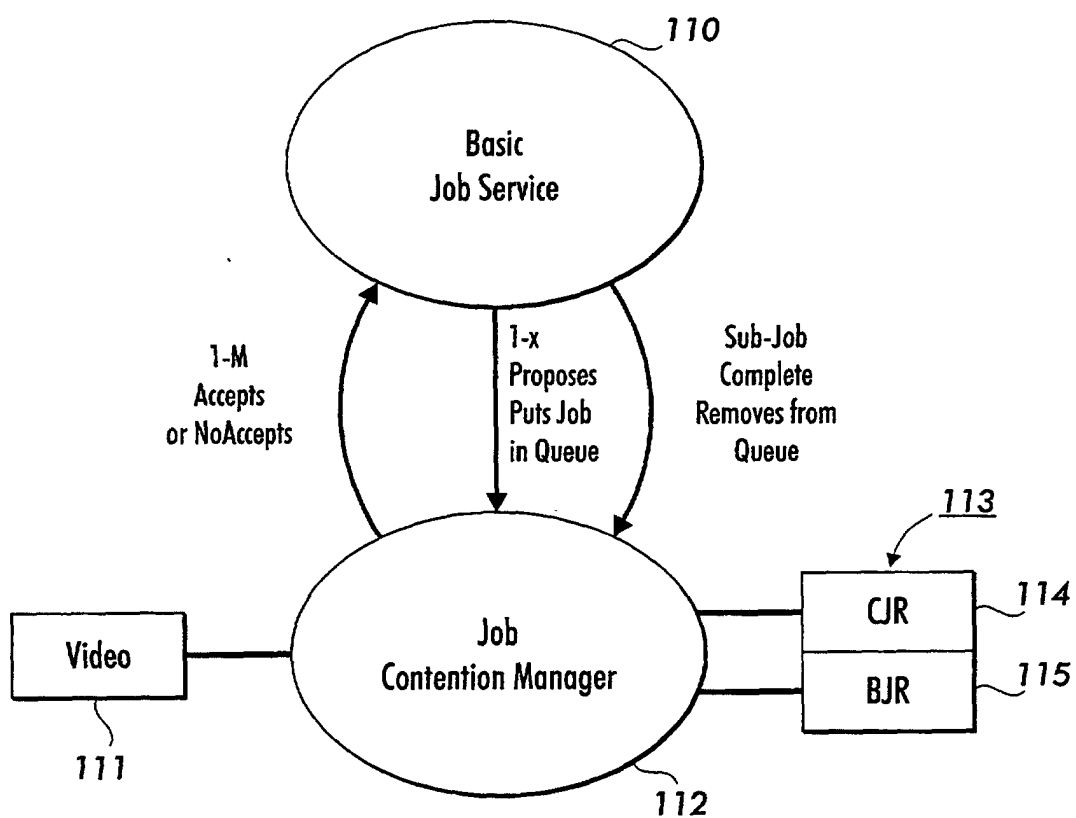 110
Basic
Job Service
1-M
Accepts
or NoAccepts
1-x
Proposes
Puts Job
in Queue
Sub-Job
Complete
Removes from
Queue
113
CJR
114
Video
Job
Contention Manager
BJR
115
111
112